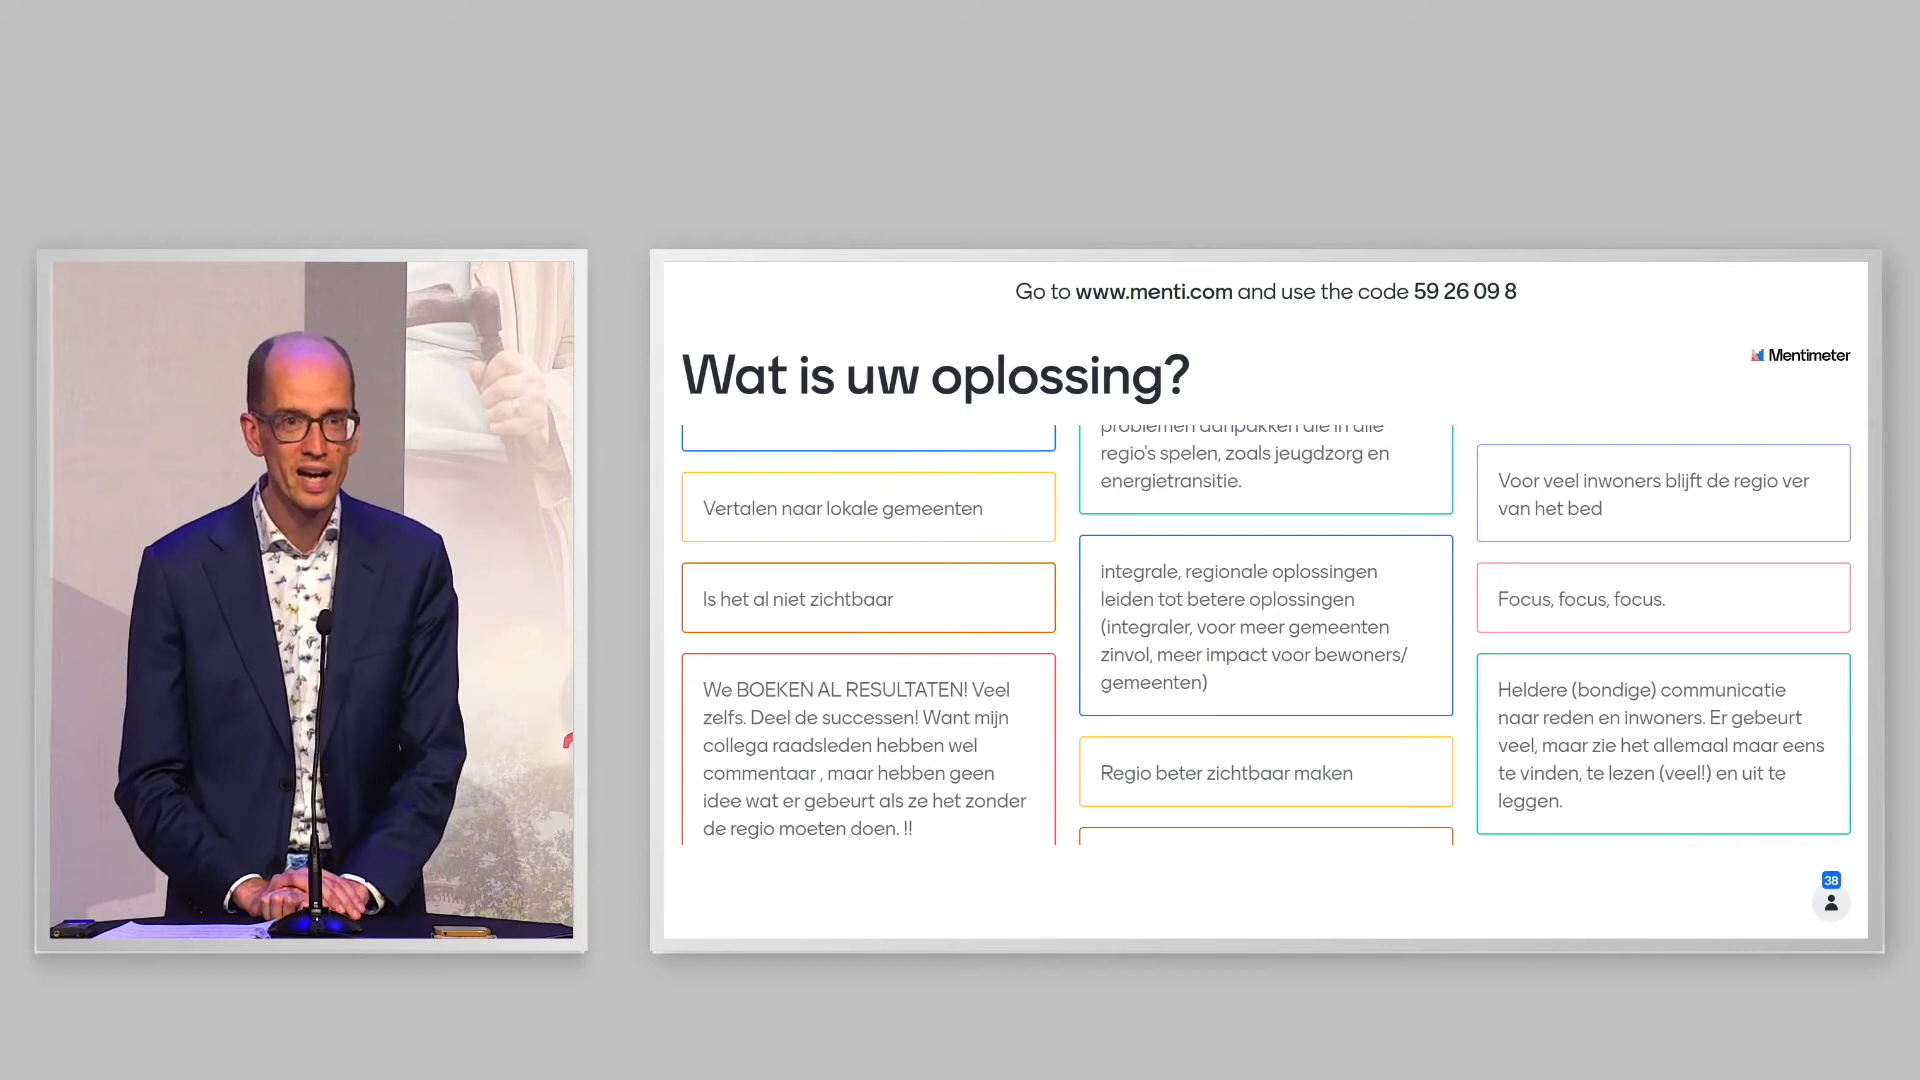 Go to www.menti.com and use the code 59 26 09 8
Mentimeter
Wat is uw oplossing?
Vertalen naar lokale gemeenten
Is het al niet zichtbaar
We BOEKEN AL RESULTATEN! Veel
zelfs. Deel de successen! Want mijn
collega raadsleden hebben wel
commentaar , maar hebben geen
idee wat er gebeurt als ze het zonder
de regio moeten doen. !!
problemen aanpakken die in alle
regio's spelen, zoals jeugdzorg en
energietransitie.
integrale, regionale oplossingen
leiden tot betere oplossingen
(integraler, voor meer gemeenten
zinvol, meer impact voor bewoners/
gemeenten)
Regio beter zichtbaar maken
Voor veel inwoners blijft de regio ver
van het bed
Focus, focus, focus.
Heldere (bondige) communicatie
naar reden en inwoners. Er gebeurt
veel, maar zie het allemaal maar eens
te vinden, te lezen (veel!) en uit te
leggen.
38